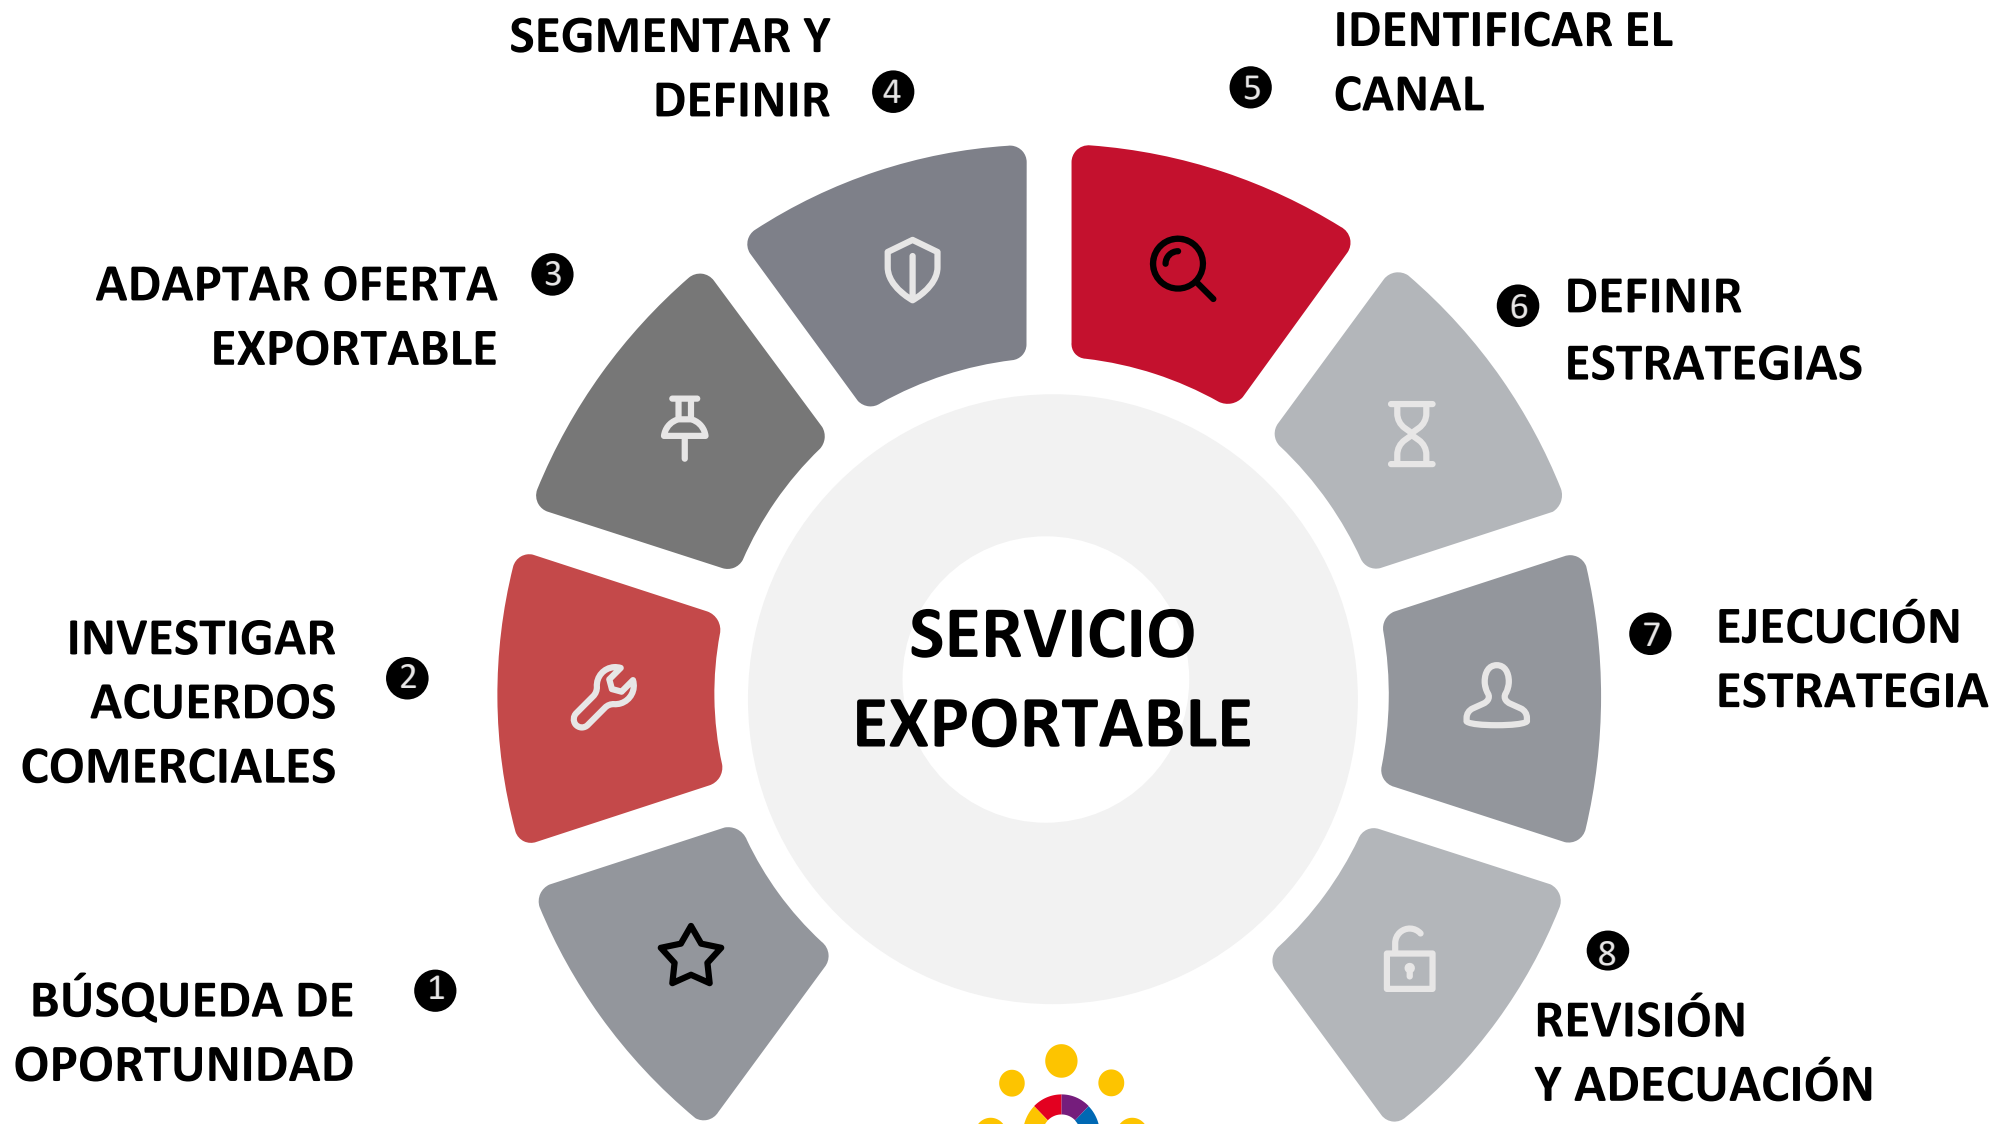 SEGMENTAR Y
DEFINIR
4
5
IDENTIFICAR EL
CANAL
ADAPTAR OFERTA
EXPORTABLE
3
6
DEFINIR
ESTRATEGIAS
INVESTIGAR
ACUERDOS
COMERCIALES
2
SERVICIO
EXPORTABLE
7
EJECUCIÓN
ESTRATEGIA
BÚSQUEDA DE
OPORTUNIDAD
1
8
REVISIÓN
Y ADECUACIÓN